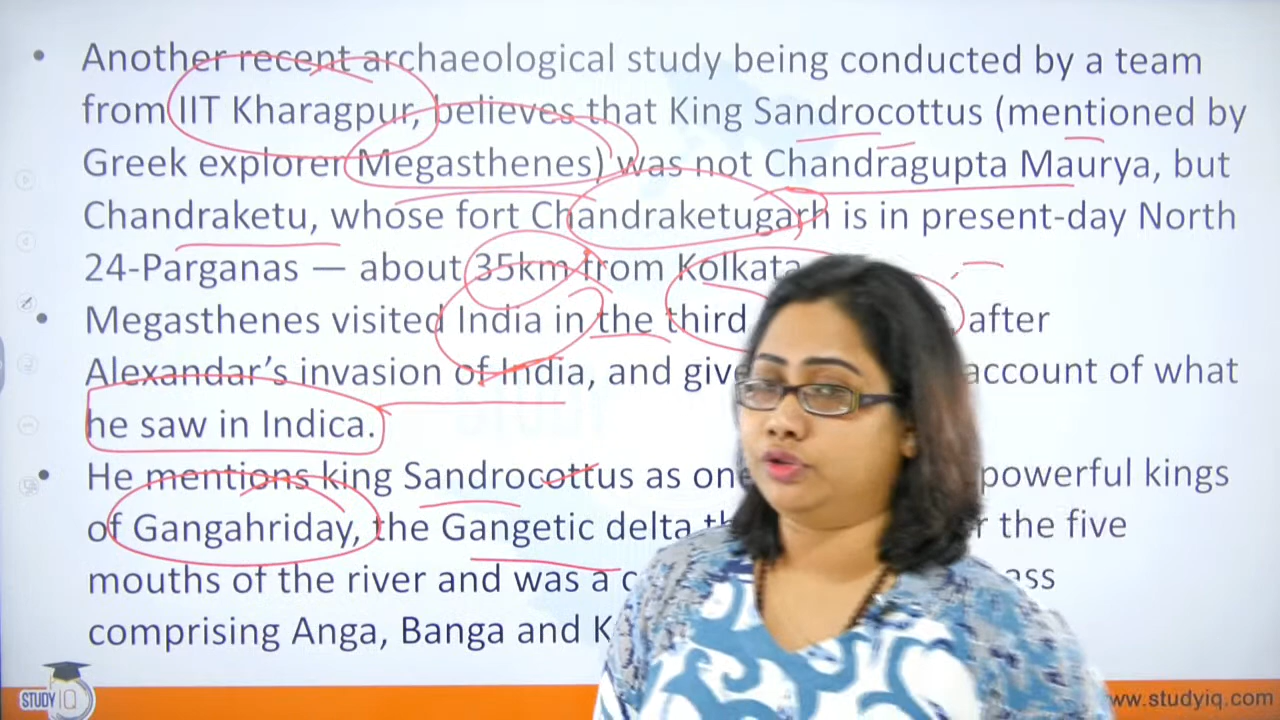 • Another recent archaeological study being conducted by a team
from IIT Kharagpur, believes that King Sandrocottus (mentioned by
Greek explorer Megasthenes) was not Chandragupta Maurya, but
Chandraketu, whose fort Chandraketugarh is in present-day North
24-Parganas — about 35km from Kolkata
• Megasthenes visited India in the third after
Alexandar's invasion of India, and account of what
he saw in Indica.
• He mentions king Sandrocottus as one powerful kings
of Gangahriday, the Gangetic delta the five
mouths of the river and was a
comprising Anga, Banga and
STUDY IQ
www.studyiq.com